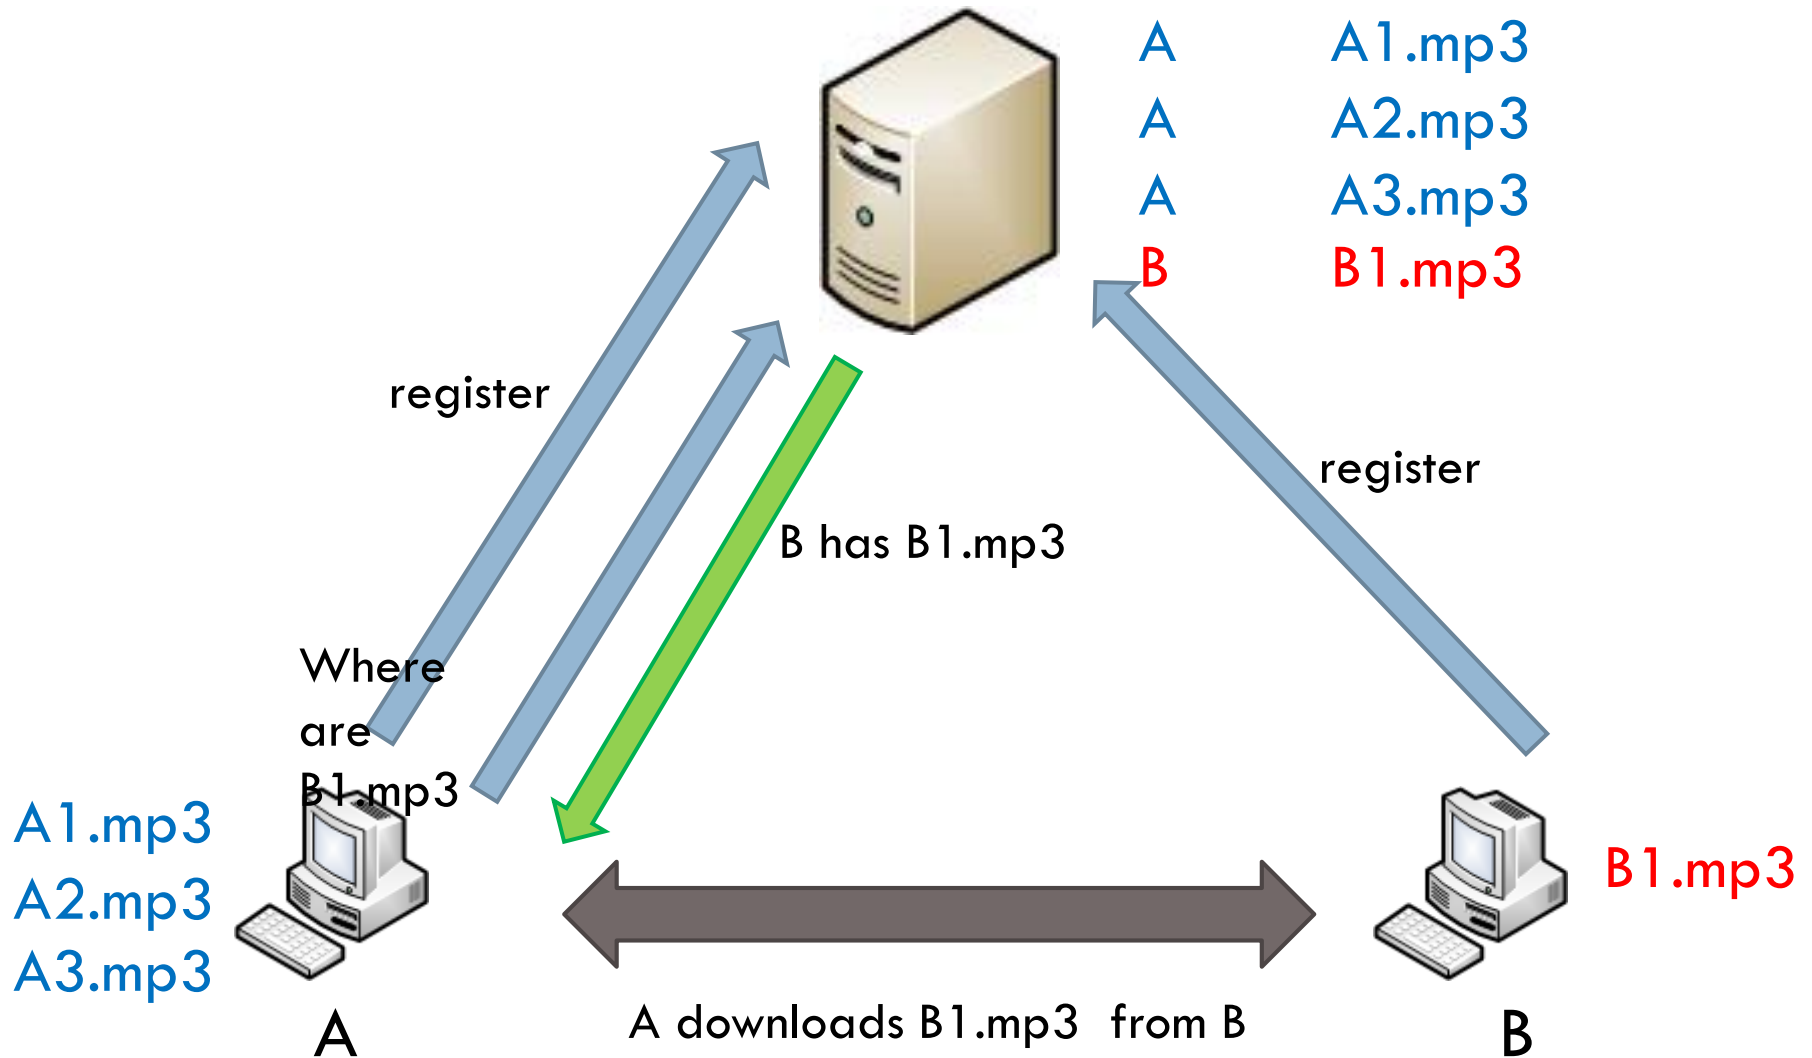 A A1.mp3
A A2.mp3
A A3.mp3
B B1.mp3
register
register
B has B1.mp3
Where
are
B1.mp3
A1.mp3
A2.mp3
A3.mp3
B1.mp3
A downloads B1.mp3 from B
A
B